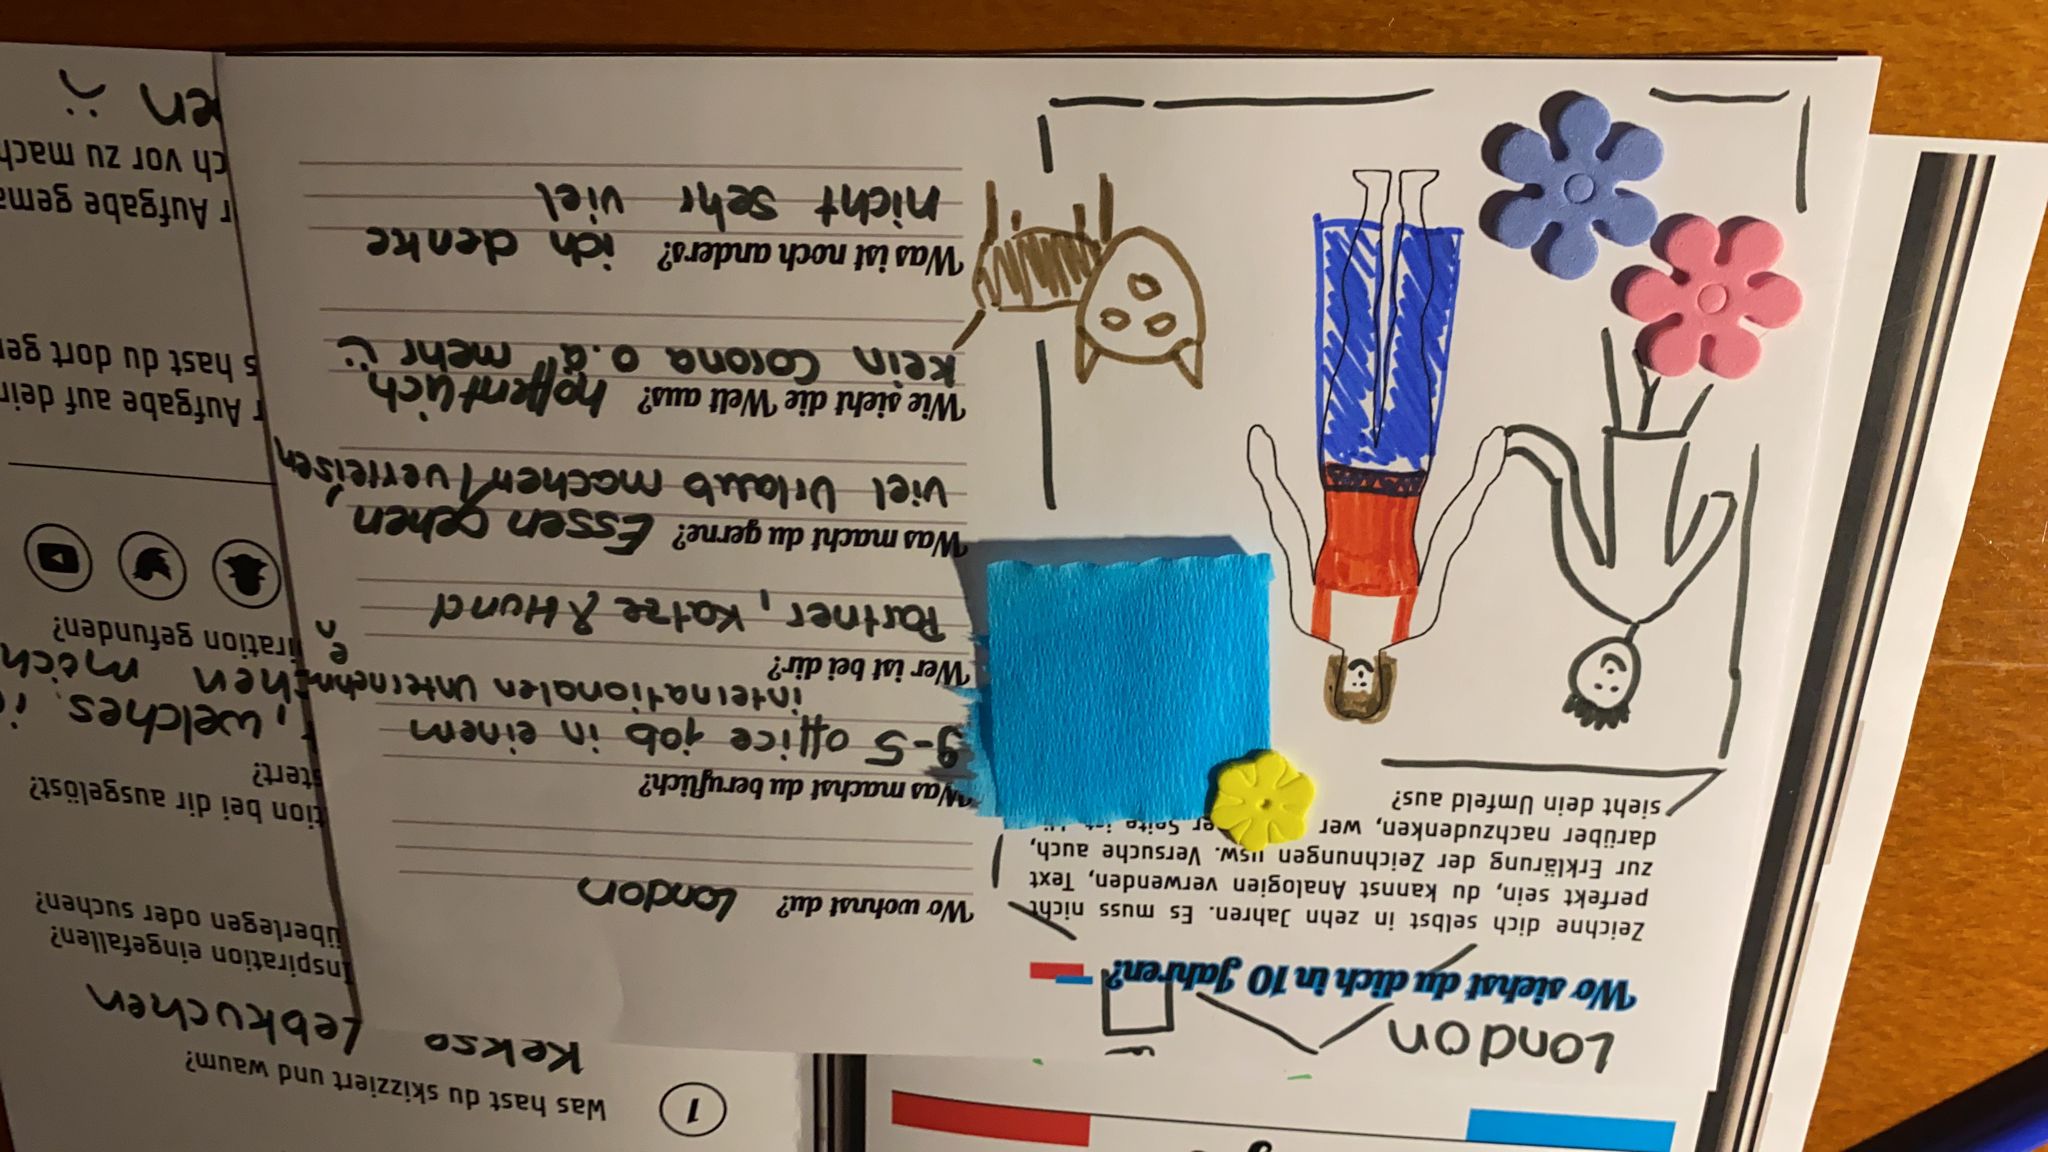 London
Wo siehst du dich in 10 Jahren?
Zeichne dich selbst in zehn Jahren. Es muss nicht
perfekt sein, du kannst Analogien verwenden, Text
zur Erklärung der Zeichnungen usw. Versuche auch,
darüber nachzudenken, wer er Seite ist
sieht dein Umfeld aus?
Wo wohnst du? London
Was machst du beruflich?
9-5 office job in einem
internationalen Unternehmen
Wer ist bei dir?
Partner, Katze & Hund
Was macht du gerne? Essen gehen,
viel Urlaub machen / verreisen
Wie sieht die Welt aus? hoffentlich
kein Corona o.ä mehr
Was ist noch anders? ich denke
nicht sehr viel
1
Was hast du skizziert und waum?
Kekse Lebkuchen
Inspiration eingefallen?
überlegen oder suchen?
tion bei dir ausgelöst?
stert?
, welches
hen möch
iration gefunden?
r Aufgabe auf dein
s hast du dort ge
r Aufgabe gema
ch vor zu mach
en